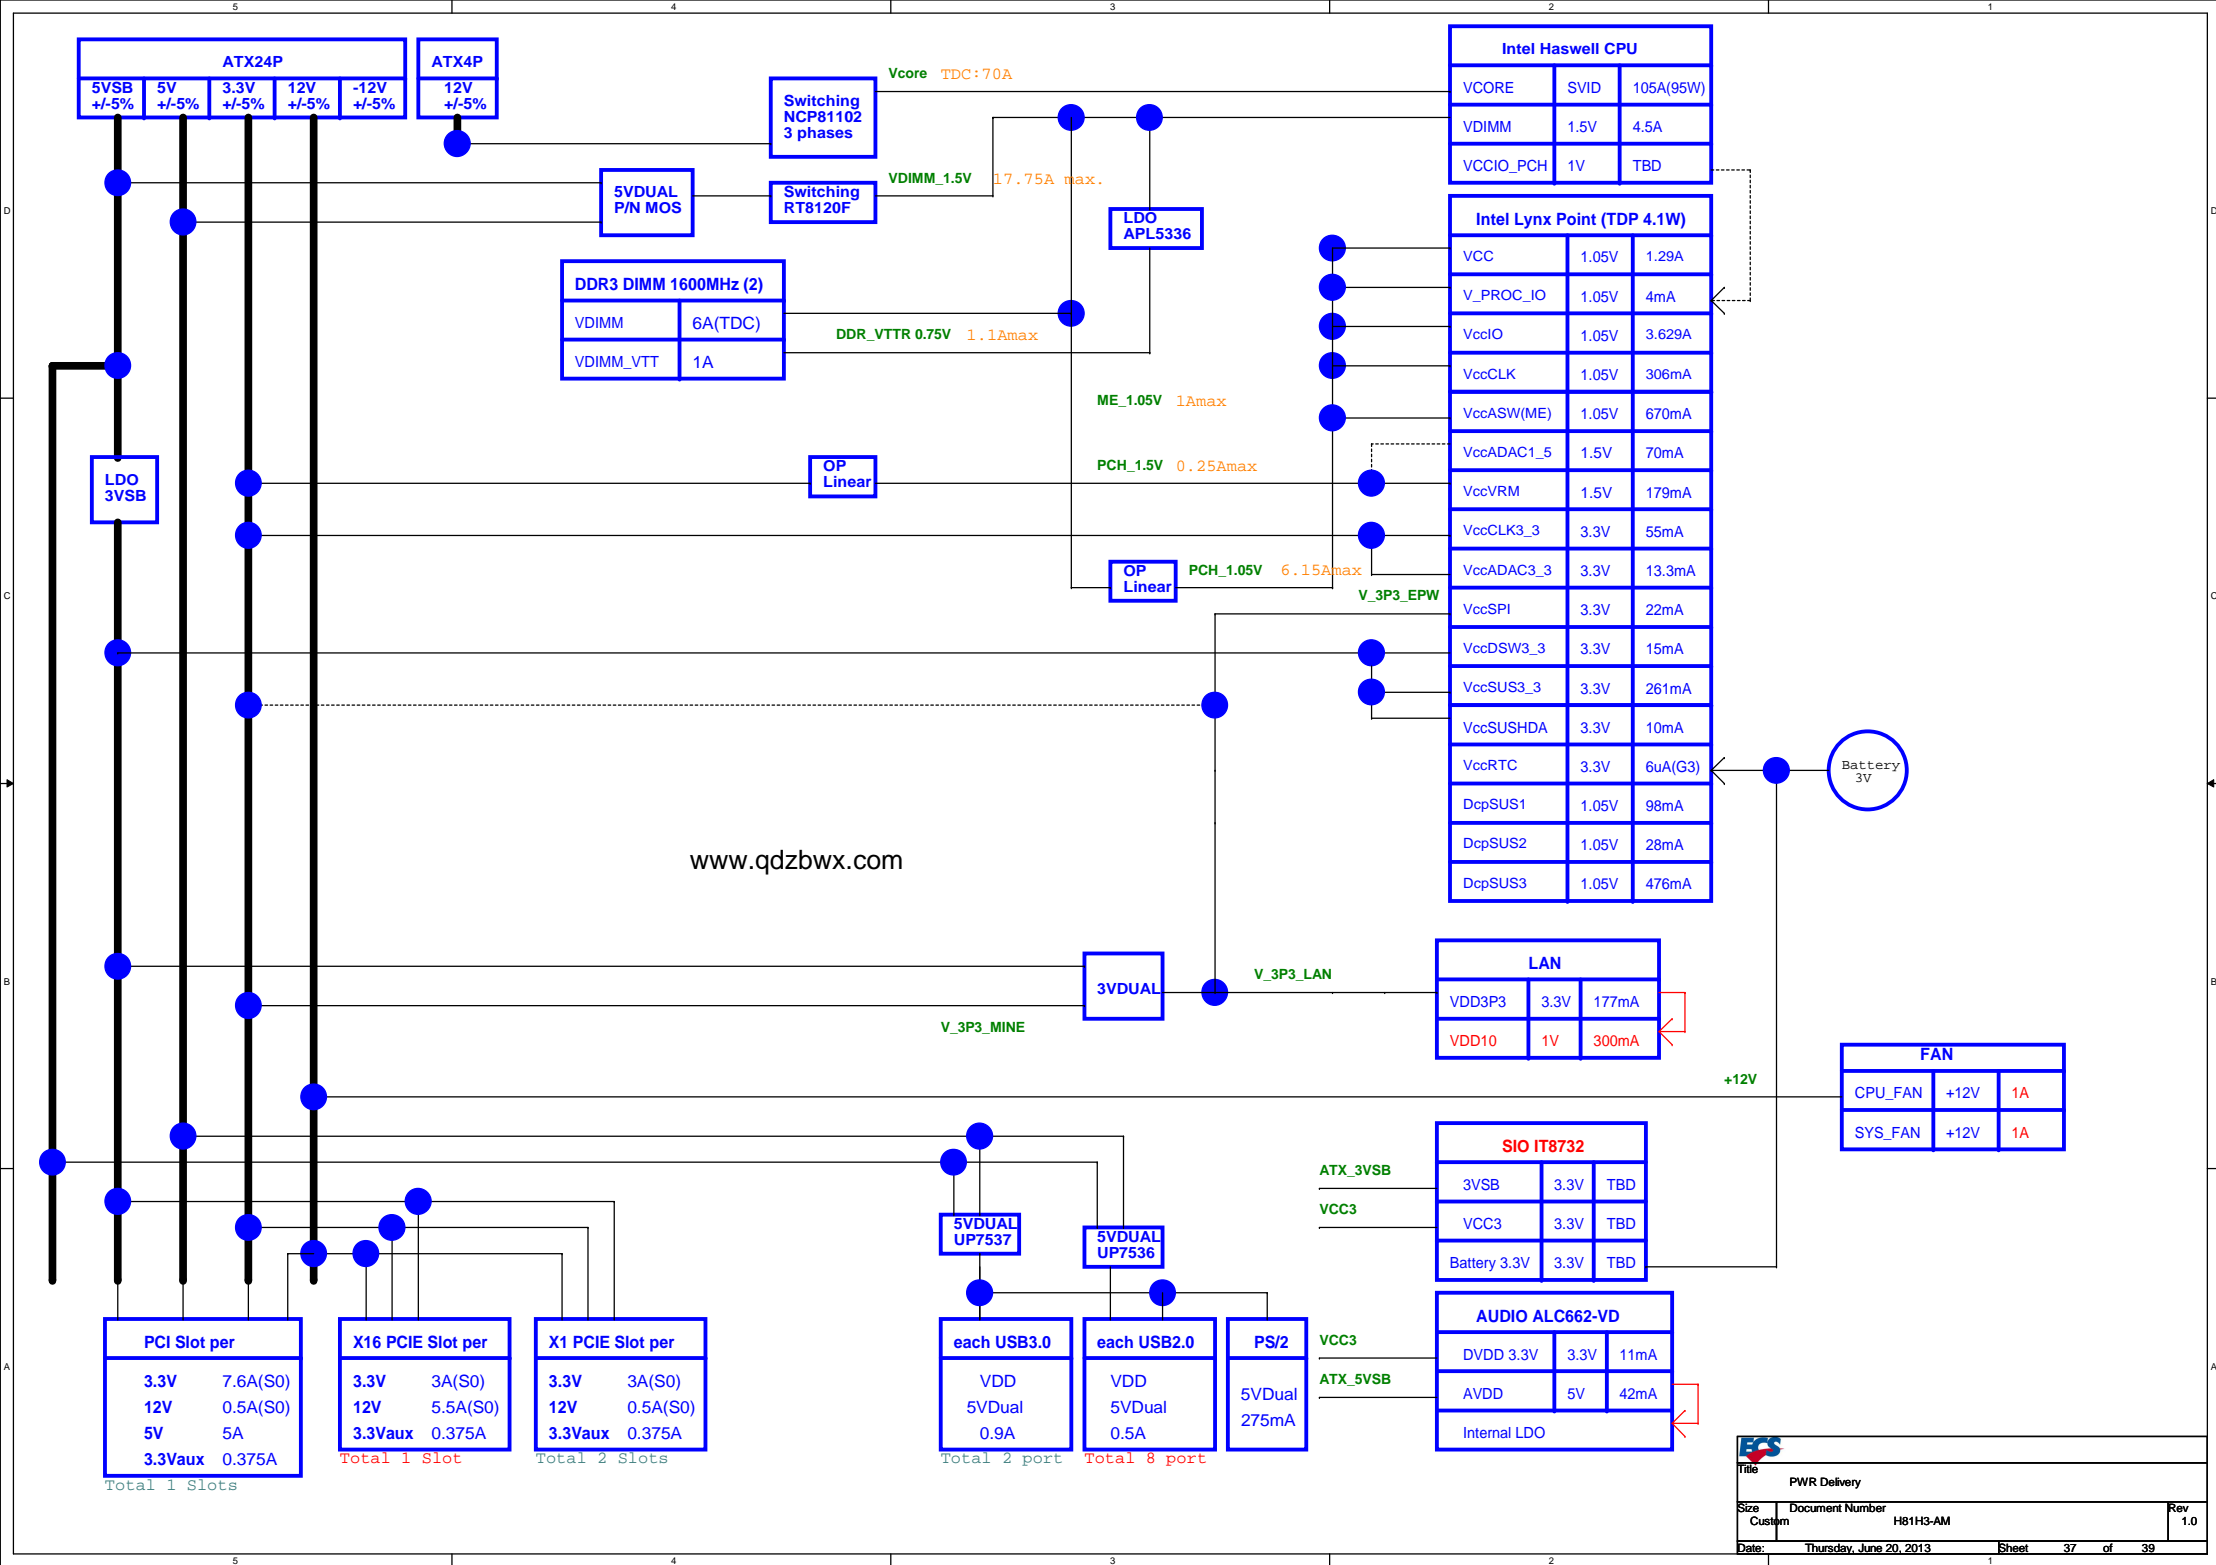 5 4 3 2 1
ATX24P
5VSB +/-5%
5V +/-5%
3.3V +/-5%
12V +/-5%
-12V +/-5%
ATX4P
12V +/-5%
Switching
NCP81102
3 phases
Vcore TDC:70A
5VDUAL
P/N MOS
Switching
RT8120F
VDIMM_1.5V 17.75A max.
LDO
APL5336
Intel Haswell CPU
VCORE SVID 105A(95W)
VDIMM 1.5V 4.5A
VCCIO_PCH 1V TBD
D D
DDR3 DIMM 1600MHz (2)
VDIMM 6A(TDC)
VDIMM_VTT 1A
DDR_VTTR 0.75V 1.1Amax
Intel Lynx Point (TDP 4.1W)
VCC 1.05V 1.29A
V_PROC_IO 1.05V 4mA
VccIO 1.05V 3.629A
VccCLK 1.05V 306mA
VccASW(ME) 1.05V 670mA
VccADAC1_5 1.5V 70mA
VccVRM 1.5V 179mA
VccCLK3_3 3.3V 55mA
VccADAC3_3 3.3V 13.3mA
VccSPI 3.3V 22mA
VccDSW3_3 3.3V 15mA
VccSUS3_3 3.3V 261mA
VccSUSHDA 3.3V 10mA
VccRTC 3.3V 6uA(G3)
DcpSUS1 1.05V 98mA
DcpSUS2 1.05V 28mA
DcpSUS3 1.05V 476mA
ME_1.05V 1Amax
LDO
3VSB
OP
Linear
PCH_1.5V 0.25Amax
OP
Linear
PCH_1.05V 6.15Amax
V_3P3_EPW
C C
Battery
3V
www.qdzbwx.com
3VDUAL
V_3P3_LAN
V_3P3_MINE
LAN
VDD3P3 3.3V 177mA
VDD10 1V 300mA
B B
+12V
FAN
CPU_FAN +12V 1A
SYS_FAN +12V 1A
5VDUAL
UP7537
5VDUAL
UP7536
ATX_3VSB
VCC3
SIO IT8732
3VSB 3.3V TBD
VCC3 3.3V TBD
Battery 3.3V 3.3V TBD
PCI Slot per
3.3V 7.6A(S0)
12V 0.5A(S0)
5V 5A
3.3Vaux 0.375A
Total 1 Slots
X16 PCIE Slot per
3.3V 3A(S0)
12V 5.5A(S0)
3.3Vaux 0.375A
Total 1 Slot
X1 PCIE Slot per
3.3V 3A(S0)
12V 0.5A(S0)
3.3Vaux 0.375A
Total 2 Slots
each USB3.0
VDD
5VDual
0.9A
Total 2 port
each USB2.0
VDD
5VDual
0.5A
Total 8 port
PS/2
5VDual
275mA
VCC3
ATX_5VSB
AUDIO ALC662-VD
DVDD 3.3V 3.3V 11mA
AVDD 5V 42mA
Internal LDO
A A
ECS
Title
PWR Delivery
Size Document Number Rev
Custom H81H3-AM 1.0
Date: Thursday, June 20, 2013 Sheet 37 of 39
5 4 3 2 1